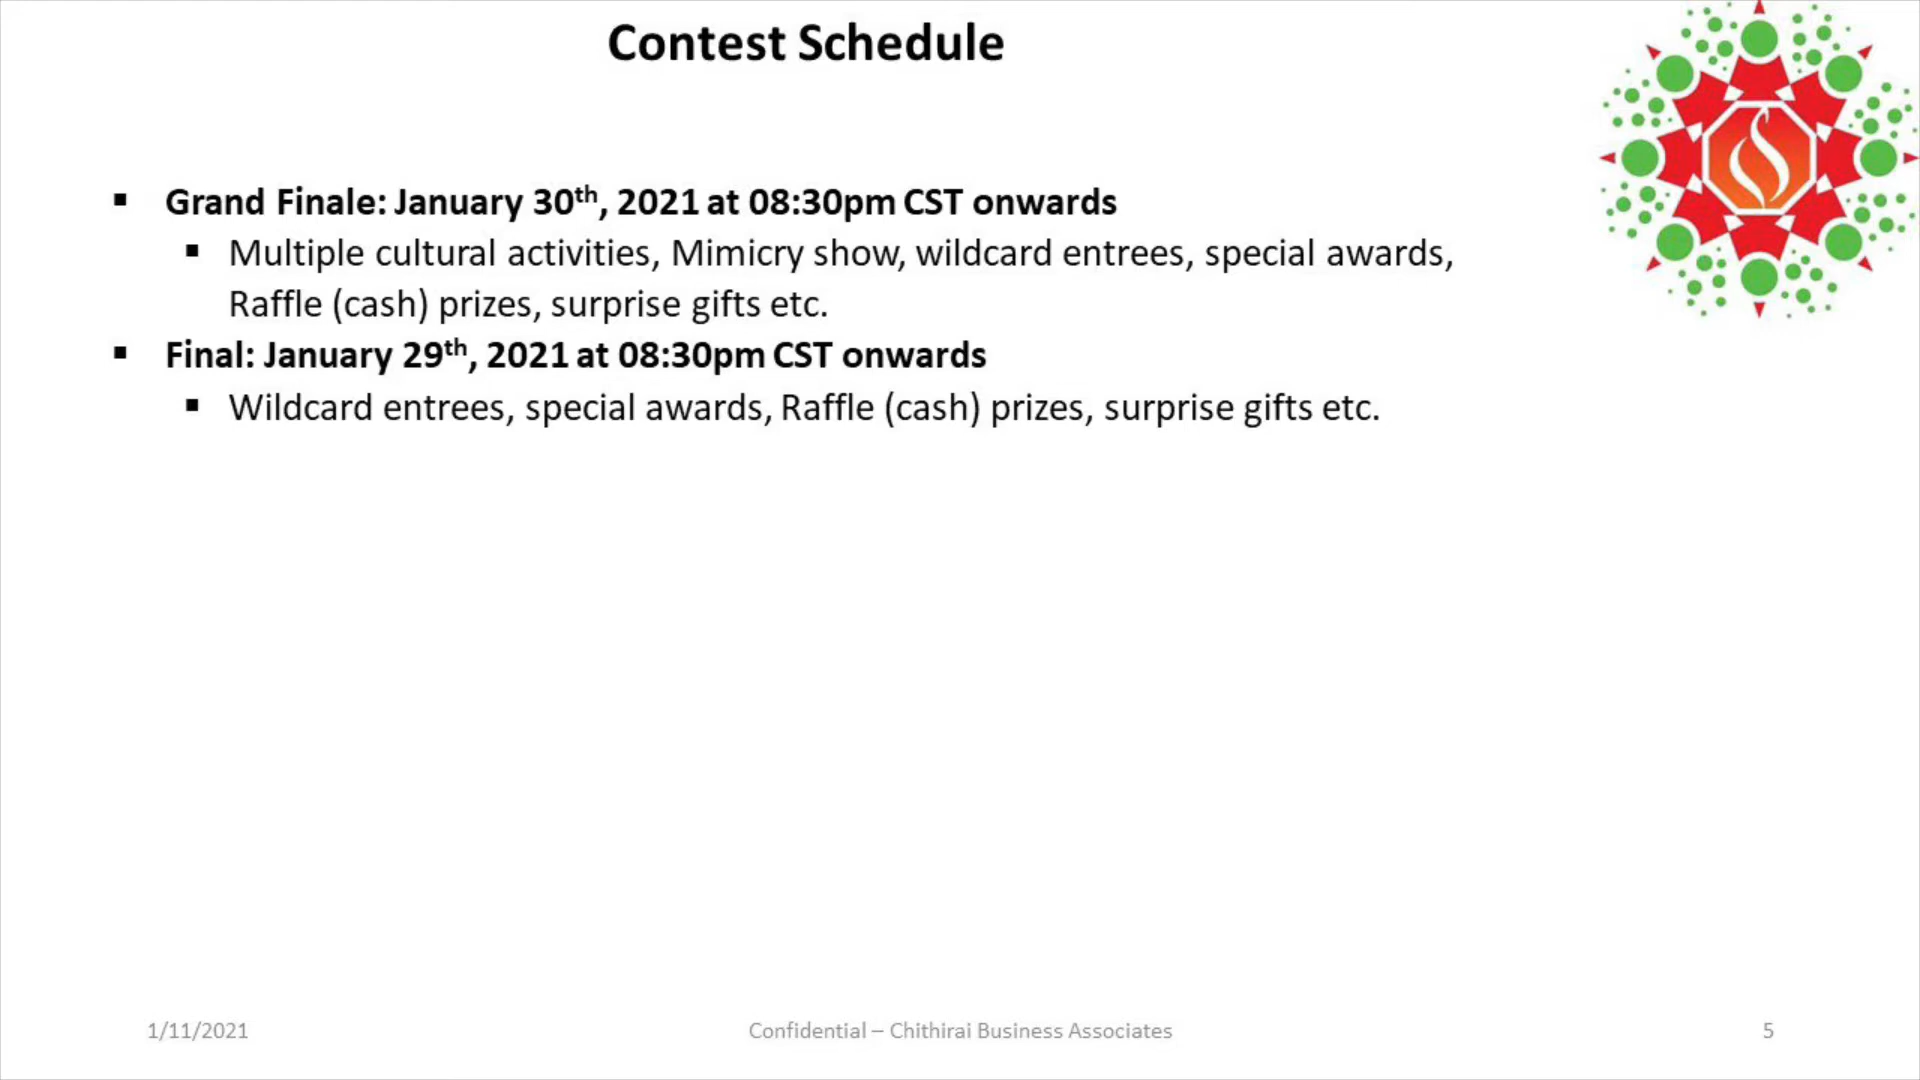 Contest Schedule
▪ Grand Finale: January 30th, 2021 at 08:30pm CST onwards
▪ Multiple cultural activities, Mimicry show, wildcard entrees, special awards,
Raffle (cash) prizes, surprise gifts etc.
▪ Final: January 29th, 2021 at 08:30pm CST onwards
▪ Wildcard entrees, special awards, Raffle (cash) prizes, surprise gifts etc.
1/11/2021
Confidential – Chithirai Business Associates
5